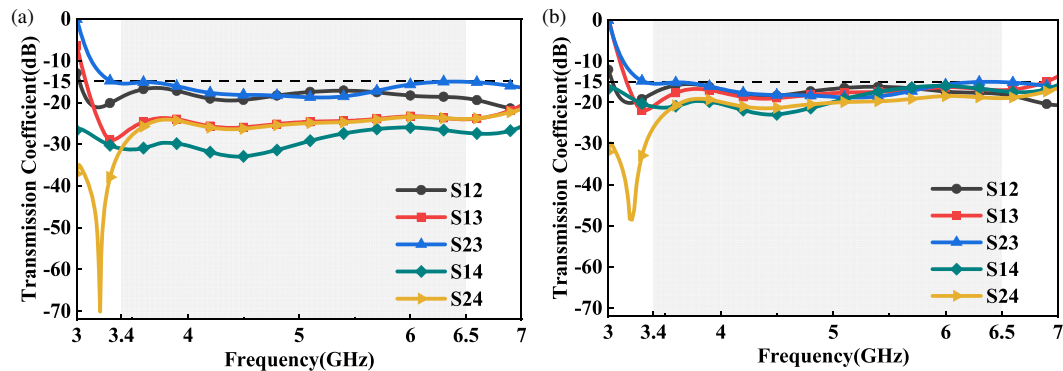 (a)
Transmission Coefficient(dB)
0
-10
-15
-20
-30
-40
-50
-60
-70
S12
S13
S23
S14
S24
3 3.4 4 5 6 6.5 7
Frequency(GHz)
(b)
Transmission Coefficient(dB)
0
-10
-15
-20
-30
-40
-50
-60
-70
S12
S13
S23
S14
S24
3 3.4 4 5 6 6.5 7
Frequency(GHz)